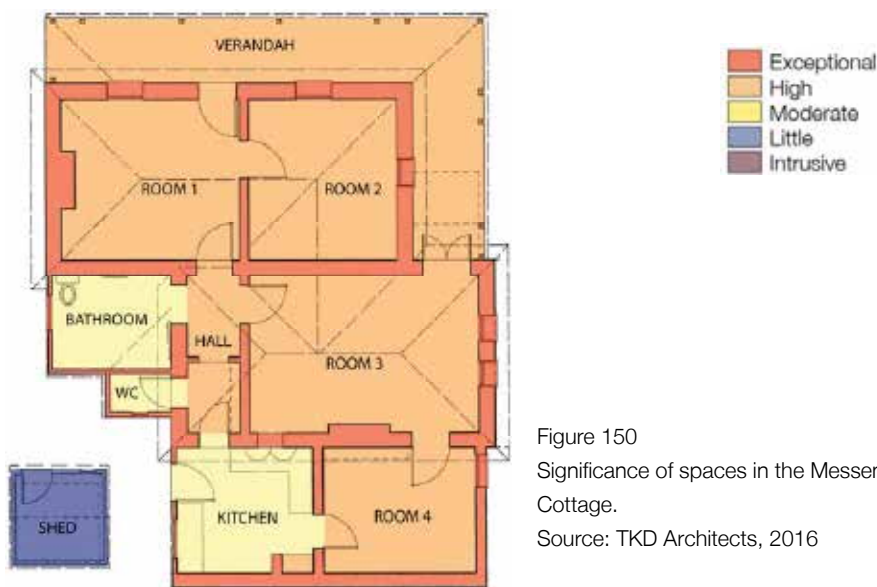 VERANDAH
ROOM 1
ROOM 2
BATHROOM
HALL
ROOM 3
WC
SHED
KITCHEN
ROOM 4
Exceptional
High
Moderate
Little
Intrusive
Figure 150
Significance of spaces in the Messer
Cottage.
Source: TKD Architects, 2016